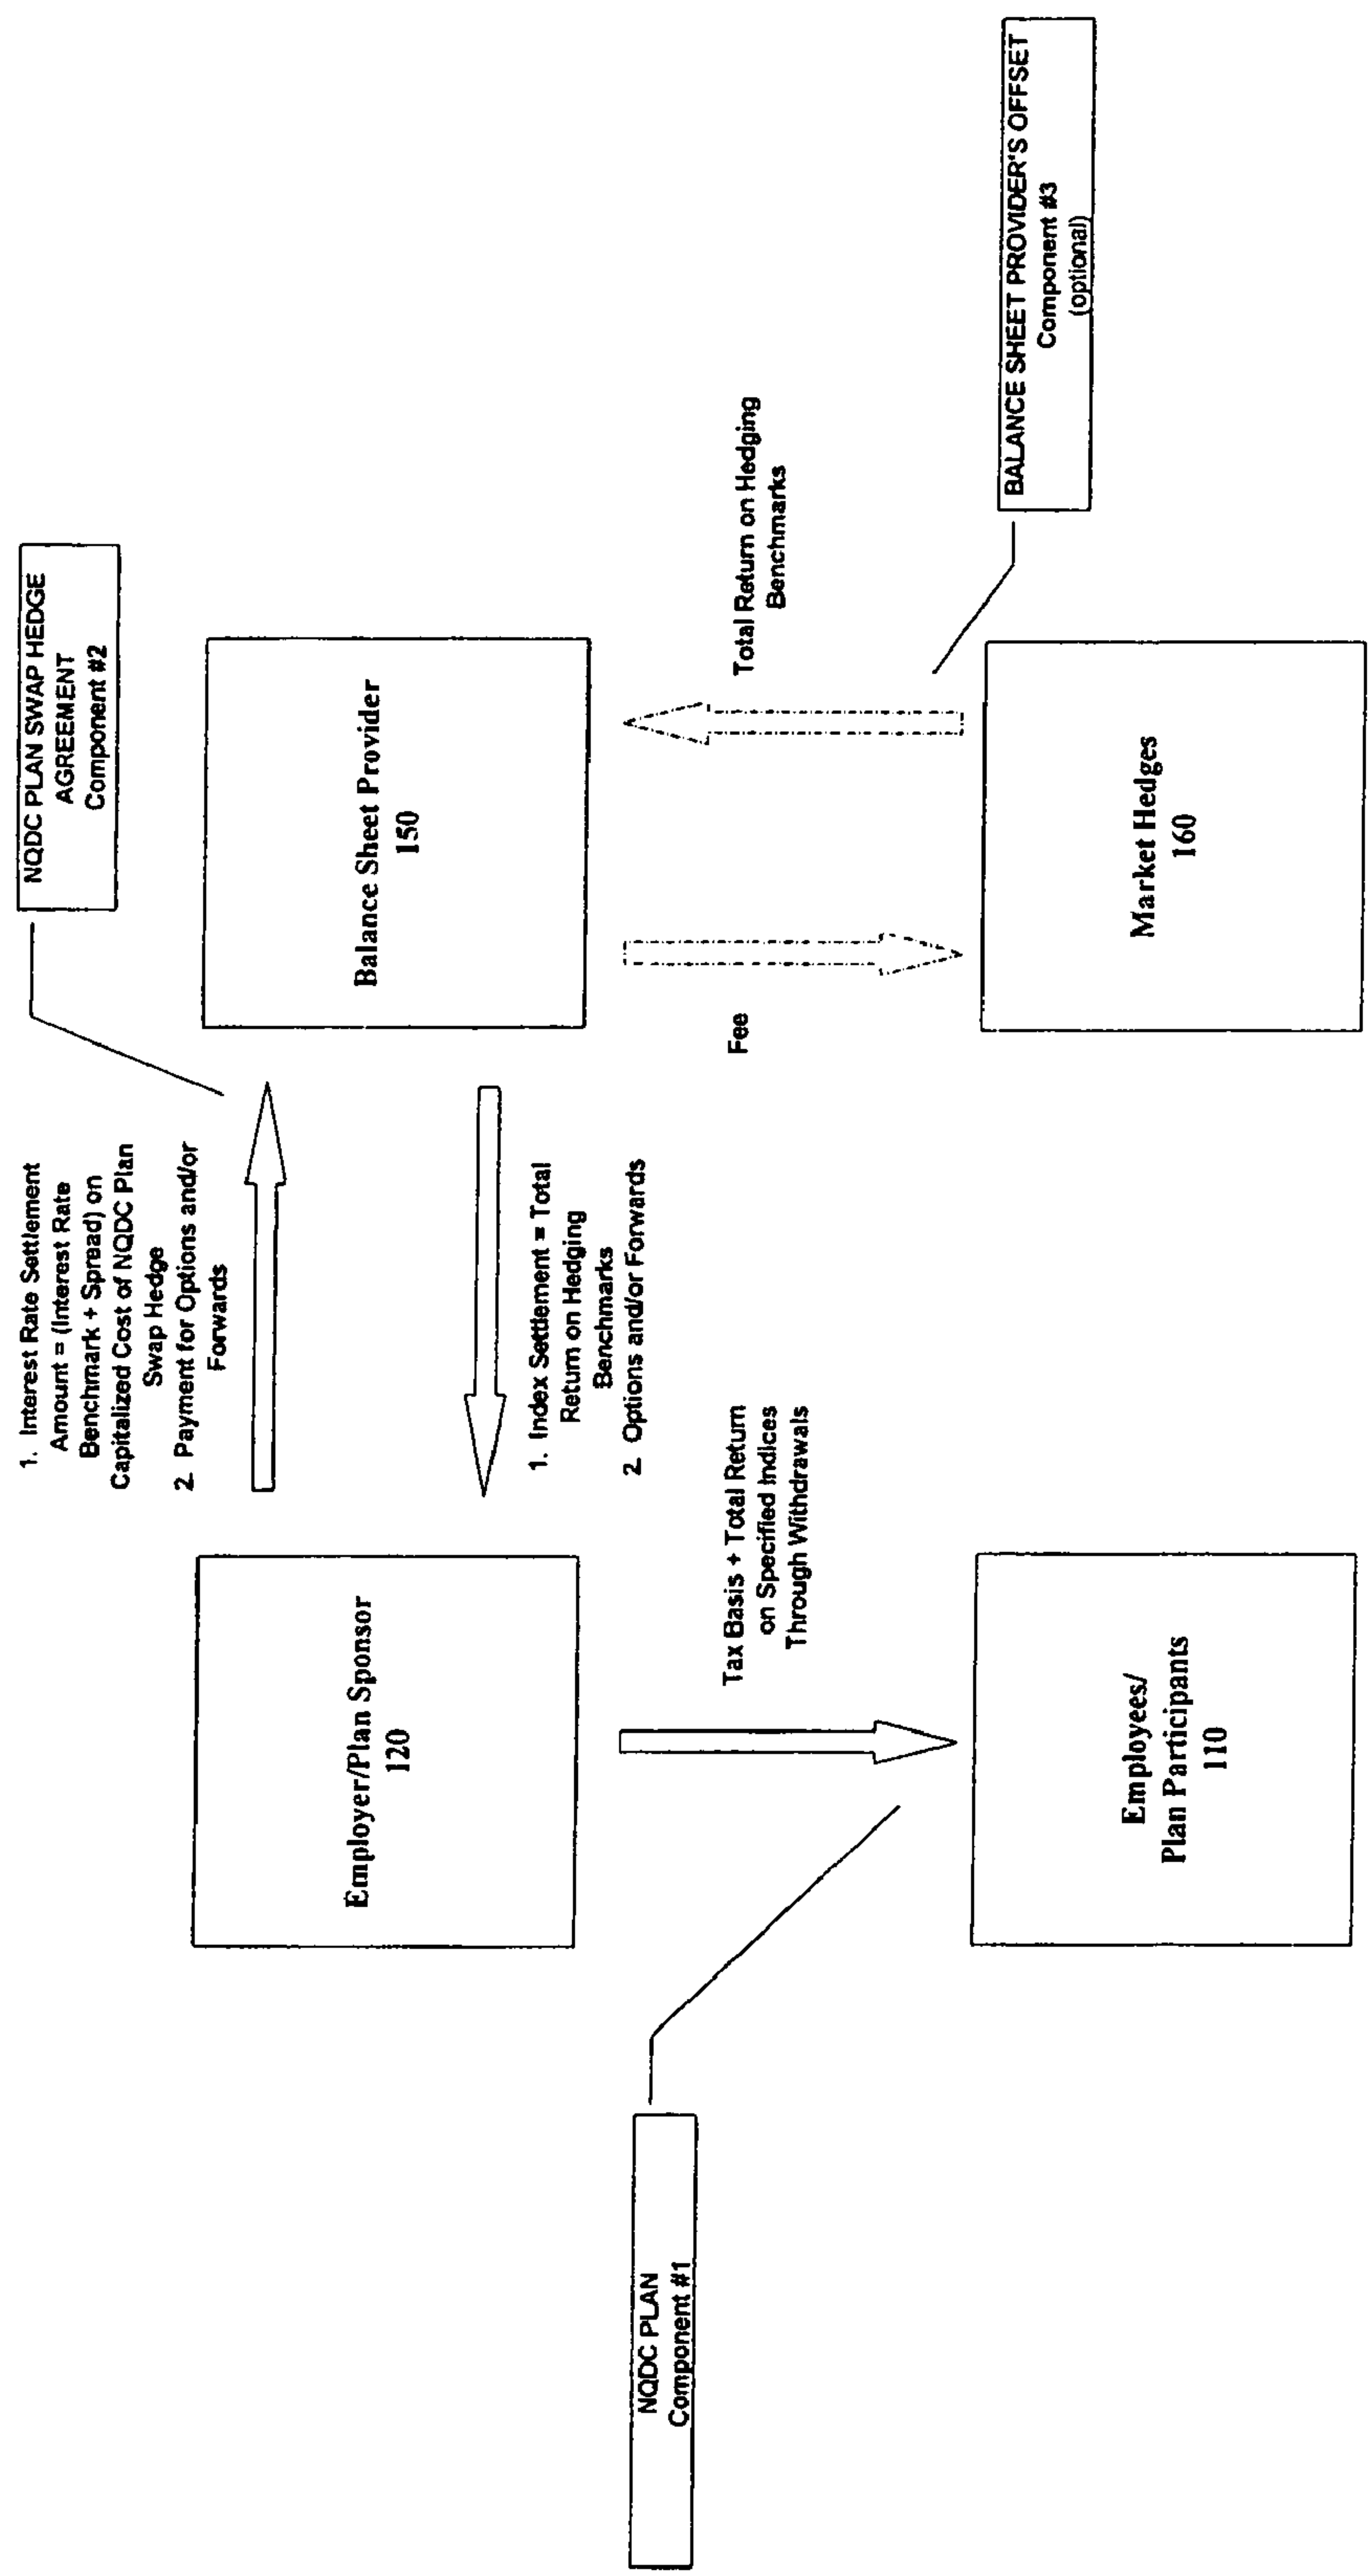 NQDC PLAN SWAP HEDGE
AGREEMENT
Component #2
1. Interest Rate Settlement
Amount = (Interest Rate
Benchmark + Spread) on
Capitalized Cost of NQDC Plan
Swap Hedge
2. Payment for Options and/or
Forwards
Employer/Plan Sponsor
120
Balance Sheet Provider
150
1. Index Settlement = Total
Return on Hedging
Benchmarks
2. Options and/or Forwards
NQDC PLAN
Component #1
Tax Basis + Total Return
on Specified Indices
Through Withdrawals
Fee
Total Return on Hedging
Benchmarks
Employees/
Plan Participants
110
Market Hedges
160
BALANCE SHEET PROVIDER'S OFFSET
Component #3
(optional)